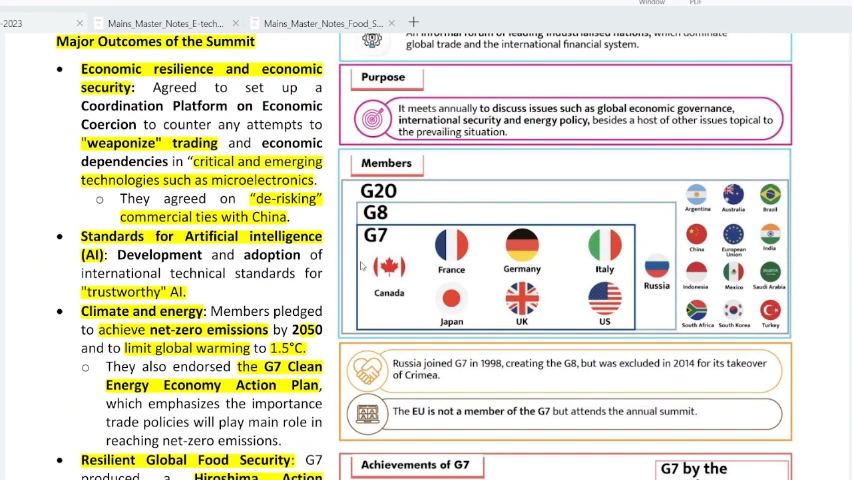 Window
PDF
-2023
Mains_Master_Notes_E-tech...
Mains_Master_Notes_Food_S...
Major Outcomes of the Summit
• Economic resilience and economic
security: Agreed to set up a
Coordination Platform on Economic
Coercion to counter any attempts to
"weaponize" trading and economic
dependencies in “critical and emerging
technologies such as microelectronics.
o They agreed on “de-risking”
commercial ties with China.
• Standards for Artificial intelligence
(AI): Development and adoption of
international technical standards for
"trustworthy" AI.
• Climate and energy: Members pledged
to achieve net-zero emissions by 2050
and to limit global warming to 1.5°C.
o They also endorsed the G7 Clean
Energy Economy Action Plan,
which emphasizes the importance
trade policies will play main role in
reaching net-zero emissions.
• Resilient Global Food Security: G7
produced a Hiroshima Action
An informal forum of leading industrialised nations, which dominate
global trade and the international financial system.
Purpose
It meets annually to discuss issues such as global economic governance,
international security and energy policy, besides a host of other issues topical to
the prevailing situation.
Members
G20
G8
G7
Canada
France
Germany
Italy
Japan
UK
US
Russia
Argentina
Australia
Brazil
China
European
Union
India
Indonesia
Mexico
Saudi Arabia
South Africa
South Korea
Turkey
Russia joined G7 in 1998, creating the G8, but was excluded in 2014 for its takeover
of Crimea.
The EU is not a member of the G7 but attends the annual summit.
Achievements of G7
G7 by the